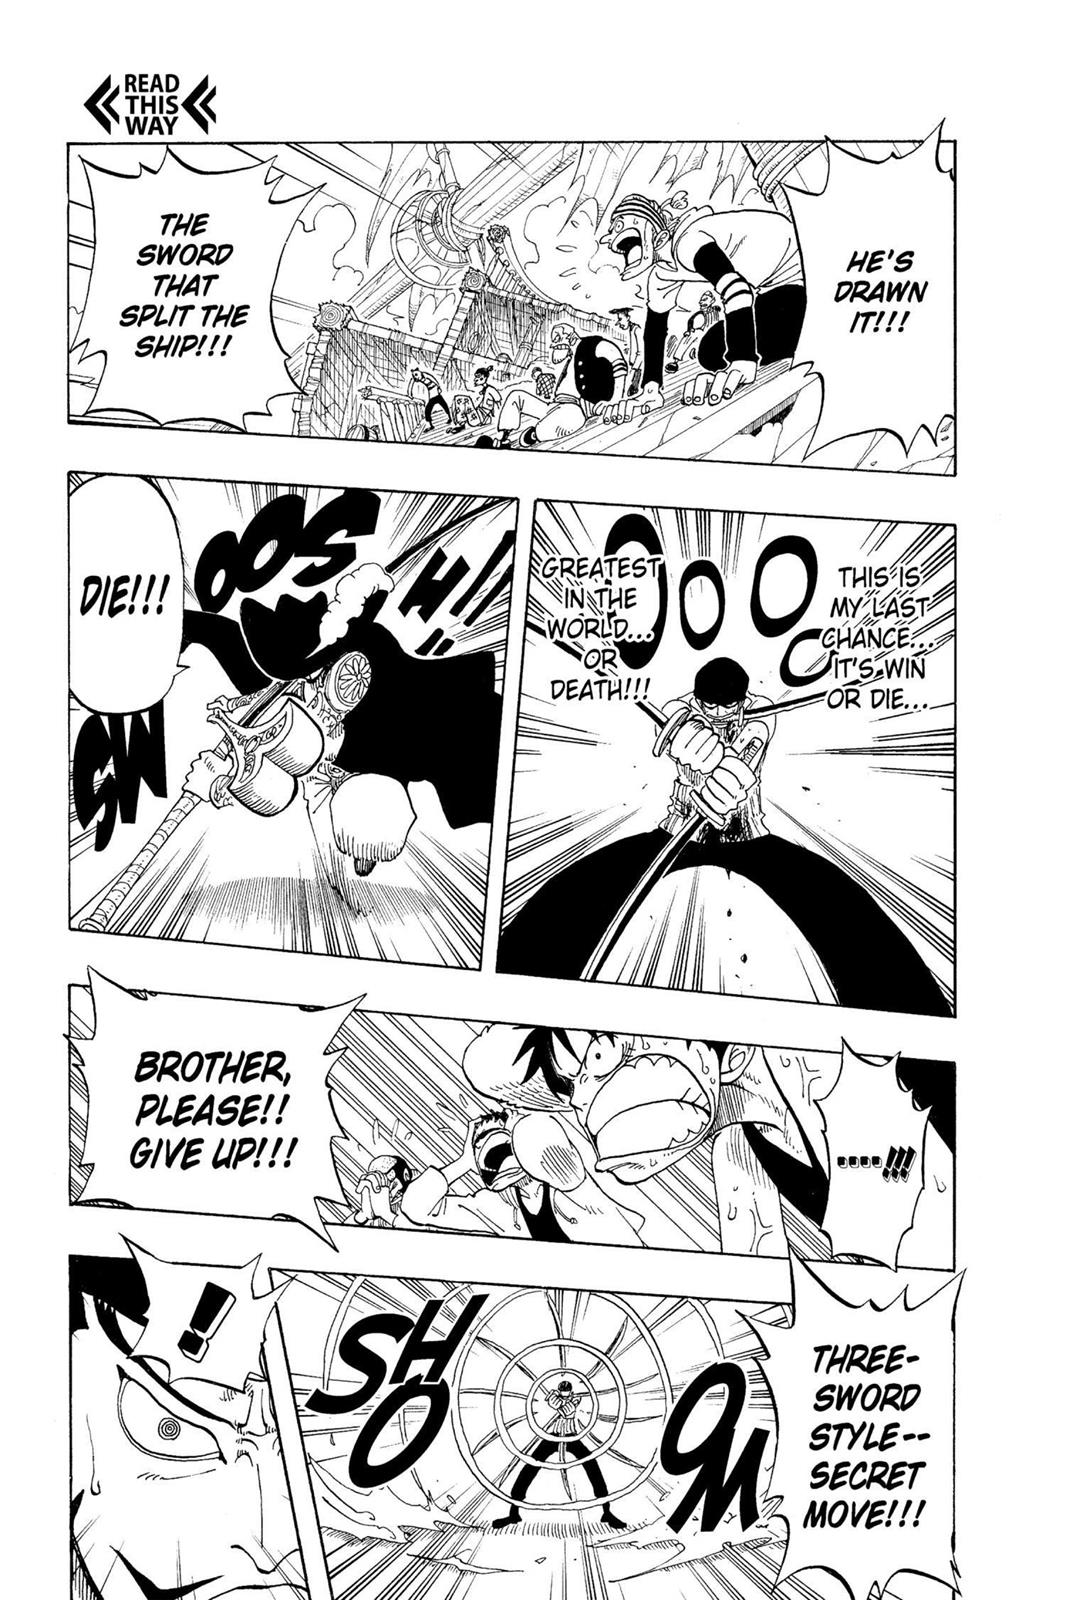 READ
THIS
WAY
HE'S
DRAWN
IT!!!
THE
SWORD
THAT
SPLIT THE
SHIP!!!
THIS IS
MY LAST
CHANCE...
IT'S WIN
OR DIE...
GREATEST
IN THE
WORLD...
OR
DEATH!!!
OOOO
SWOOSH!!
DIE!!!
....!!!
BROTHER,
PLEASE!!
GIVE UP!!!
THREE-
SWORD
STYLE--
SECRET
MOVE!!!
SHOOM
!!